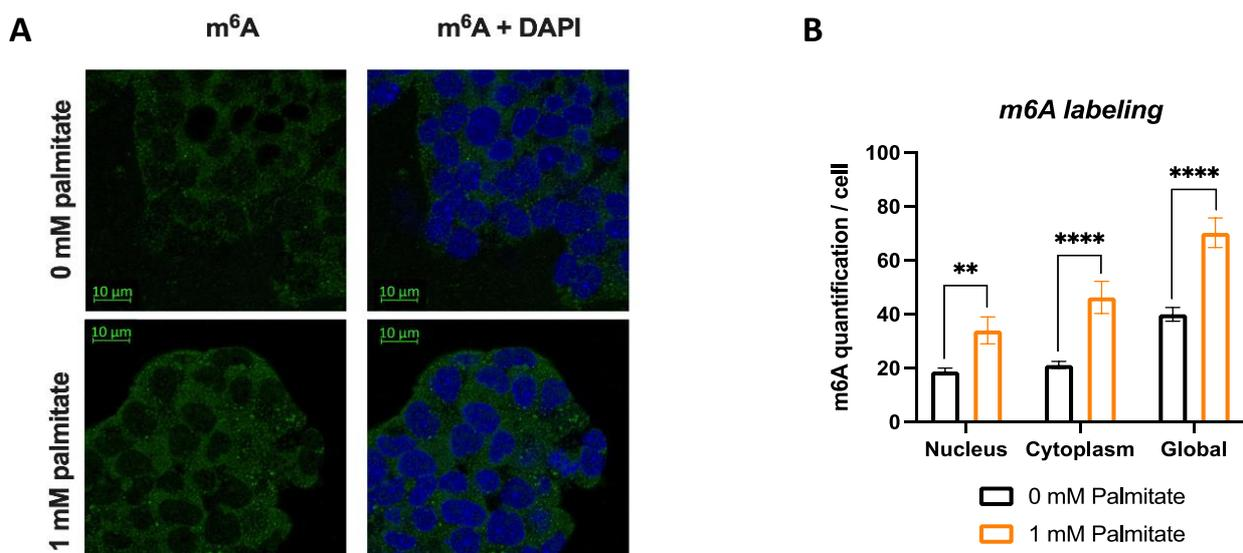 A
m⁶A
m⁶A + DAPI
0 mM palmitate
10 µm
10 µm
1 mM palmitate
10 µm
10 µm
B
m6A labeling
m6A quantification / cell
100
80
60
40
20
0
**
****
****
Nucleus
Cytoplasm
Global
0 mM Palmitate
1 mM Palmitate